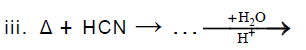 iii. Δ + HCN → ... +H₂O / H⁺ →